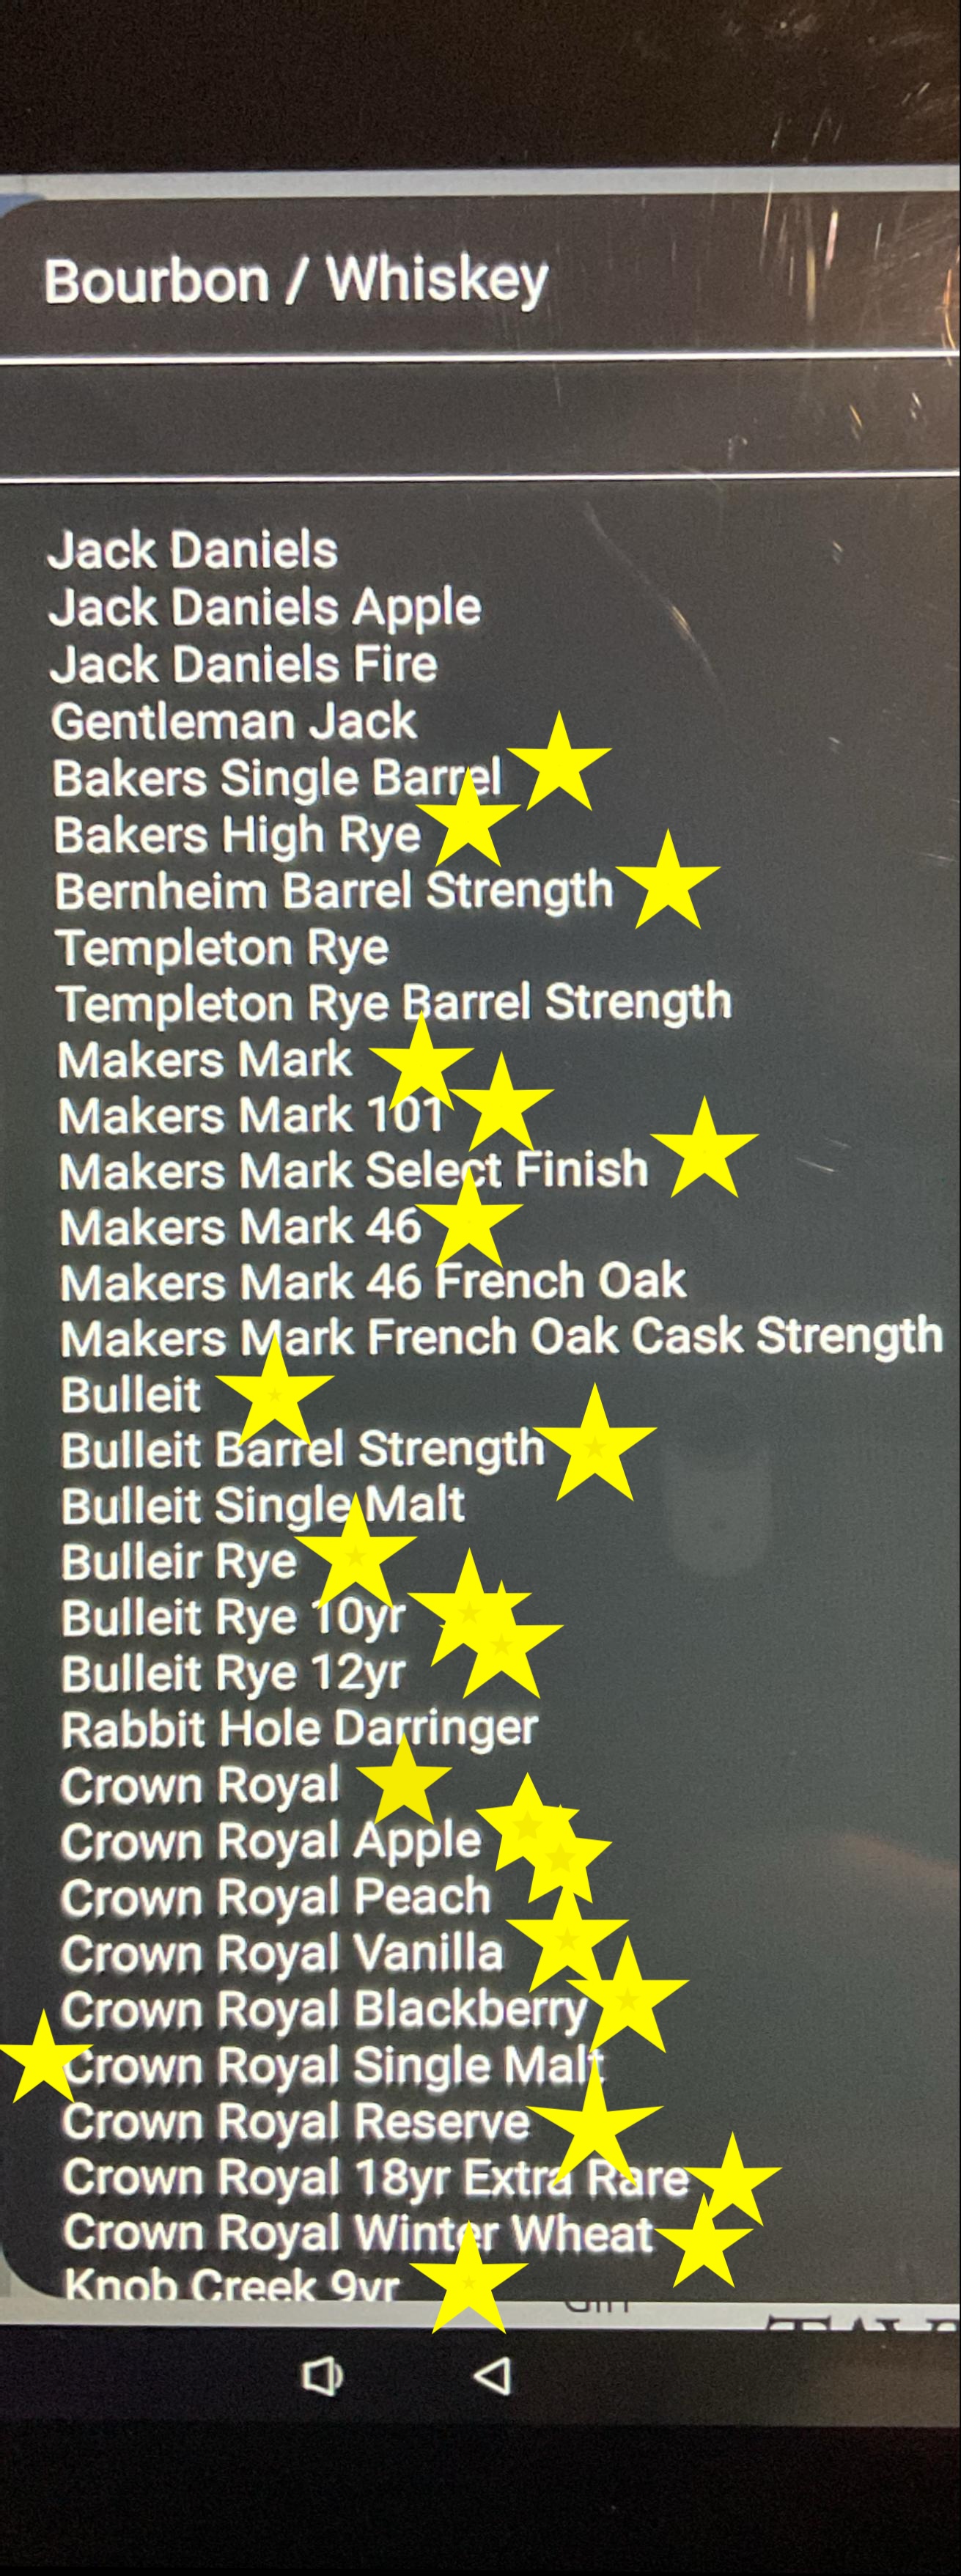 Bourbon / Whiskey
Jack Daniels
Jack Daniels Apple
Jack Daniels Fire
Gentleman Jack
Bakers Single Barrel
Bakers High Rye
Bernheim Barrel Strength
Templeton Rye
Templeton Rye Barrel Strength
Makers Mark
Makers Mark 101
Makers Mark Select Finish
Makers Mark 46
Makers Mark 46 French Oak
Makers Mark French Oak Cask Strength
Bulleit
Bulleit Barrel Strength
Bulleit Single Malt
Bulleir Rye
Bulleit Rye 10yr
Bulleit Rye 12yr
Rabbit Hole Darringer
Crown Royal
Crown Royal Apple
Crown Royal Peach
Crown Royal Vanilla
Crown Royal Blackberry
Crown Royal Single Malt
Crown Royal Reserve
Crown Royal 18yr Extra Rare
Crown Royal Winter Wheat
Knob Creek 9yr